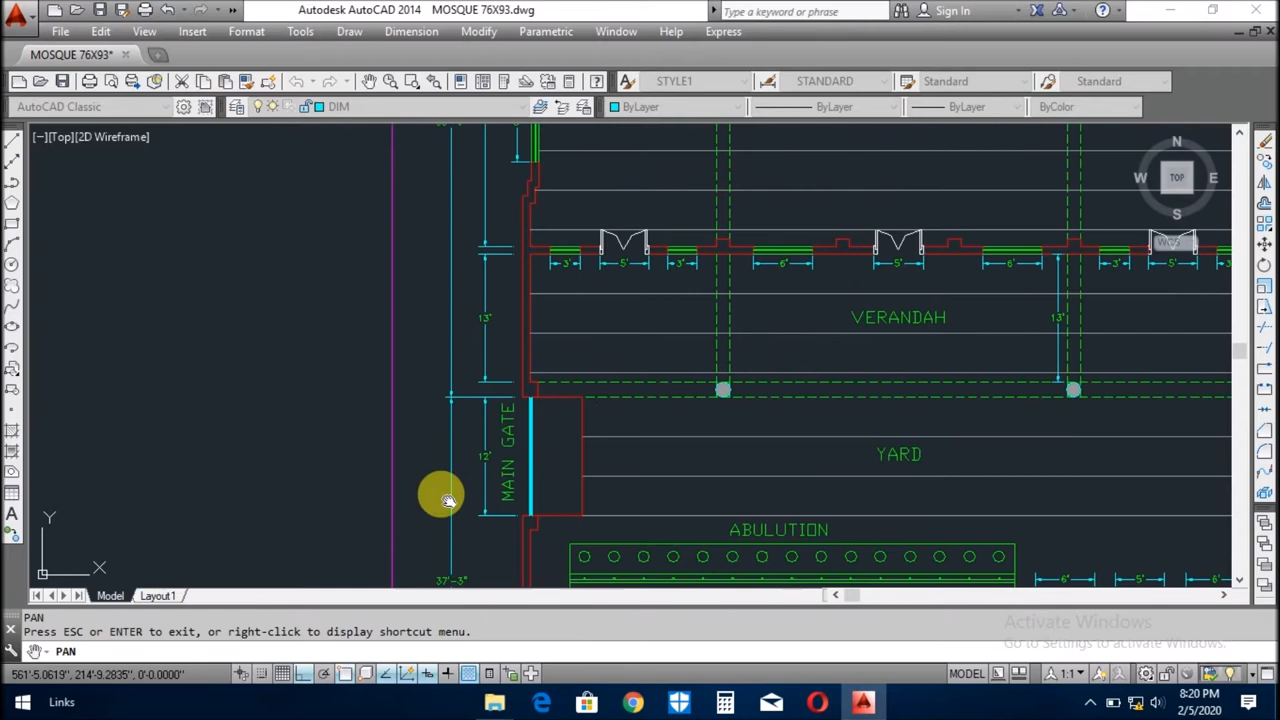 Autodesk AutoCAD 2014 MOSQUE 76X93.dwg
Type a keyword or phrase
Sign In
File Edit View Insert Format Tools Draw Dimension Modify Parametric Window Help Express
MOSQUE 76X93*
STYLE1 STANDARD Standard Standard
AutoCAD Classic DIM ByLayer ByLayer ByLayer ByColor
[−][Top][2D Wireframe]
N
W TOP E
S
WCS
3' 5' 3' 6' 5' 6' 3' 5'
13' VERANDAH 13'
MAIN GATE
12' YARD
ABULUTION
37'-3" 6' 5' 6'
Y
X
Model Layout1
PAN
Press ESC or ENTER to exit, or right-click to display shortcut menu.
PAN
Activate Windows
Go to Settings to activate Windows.
561'-5.0619", 214'-9.2835", 0'-0.0000" MODEL 1:1
Links
8:20 PM
2/5/2020